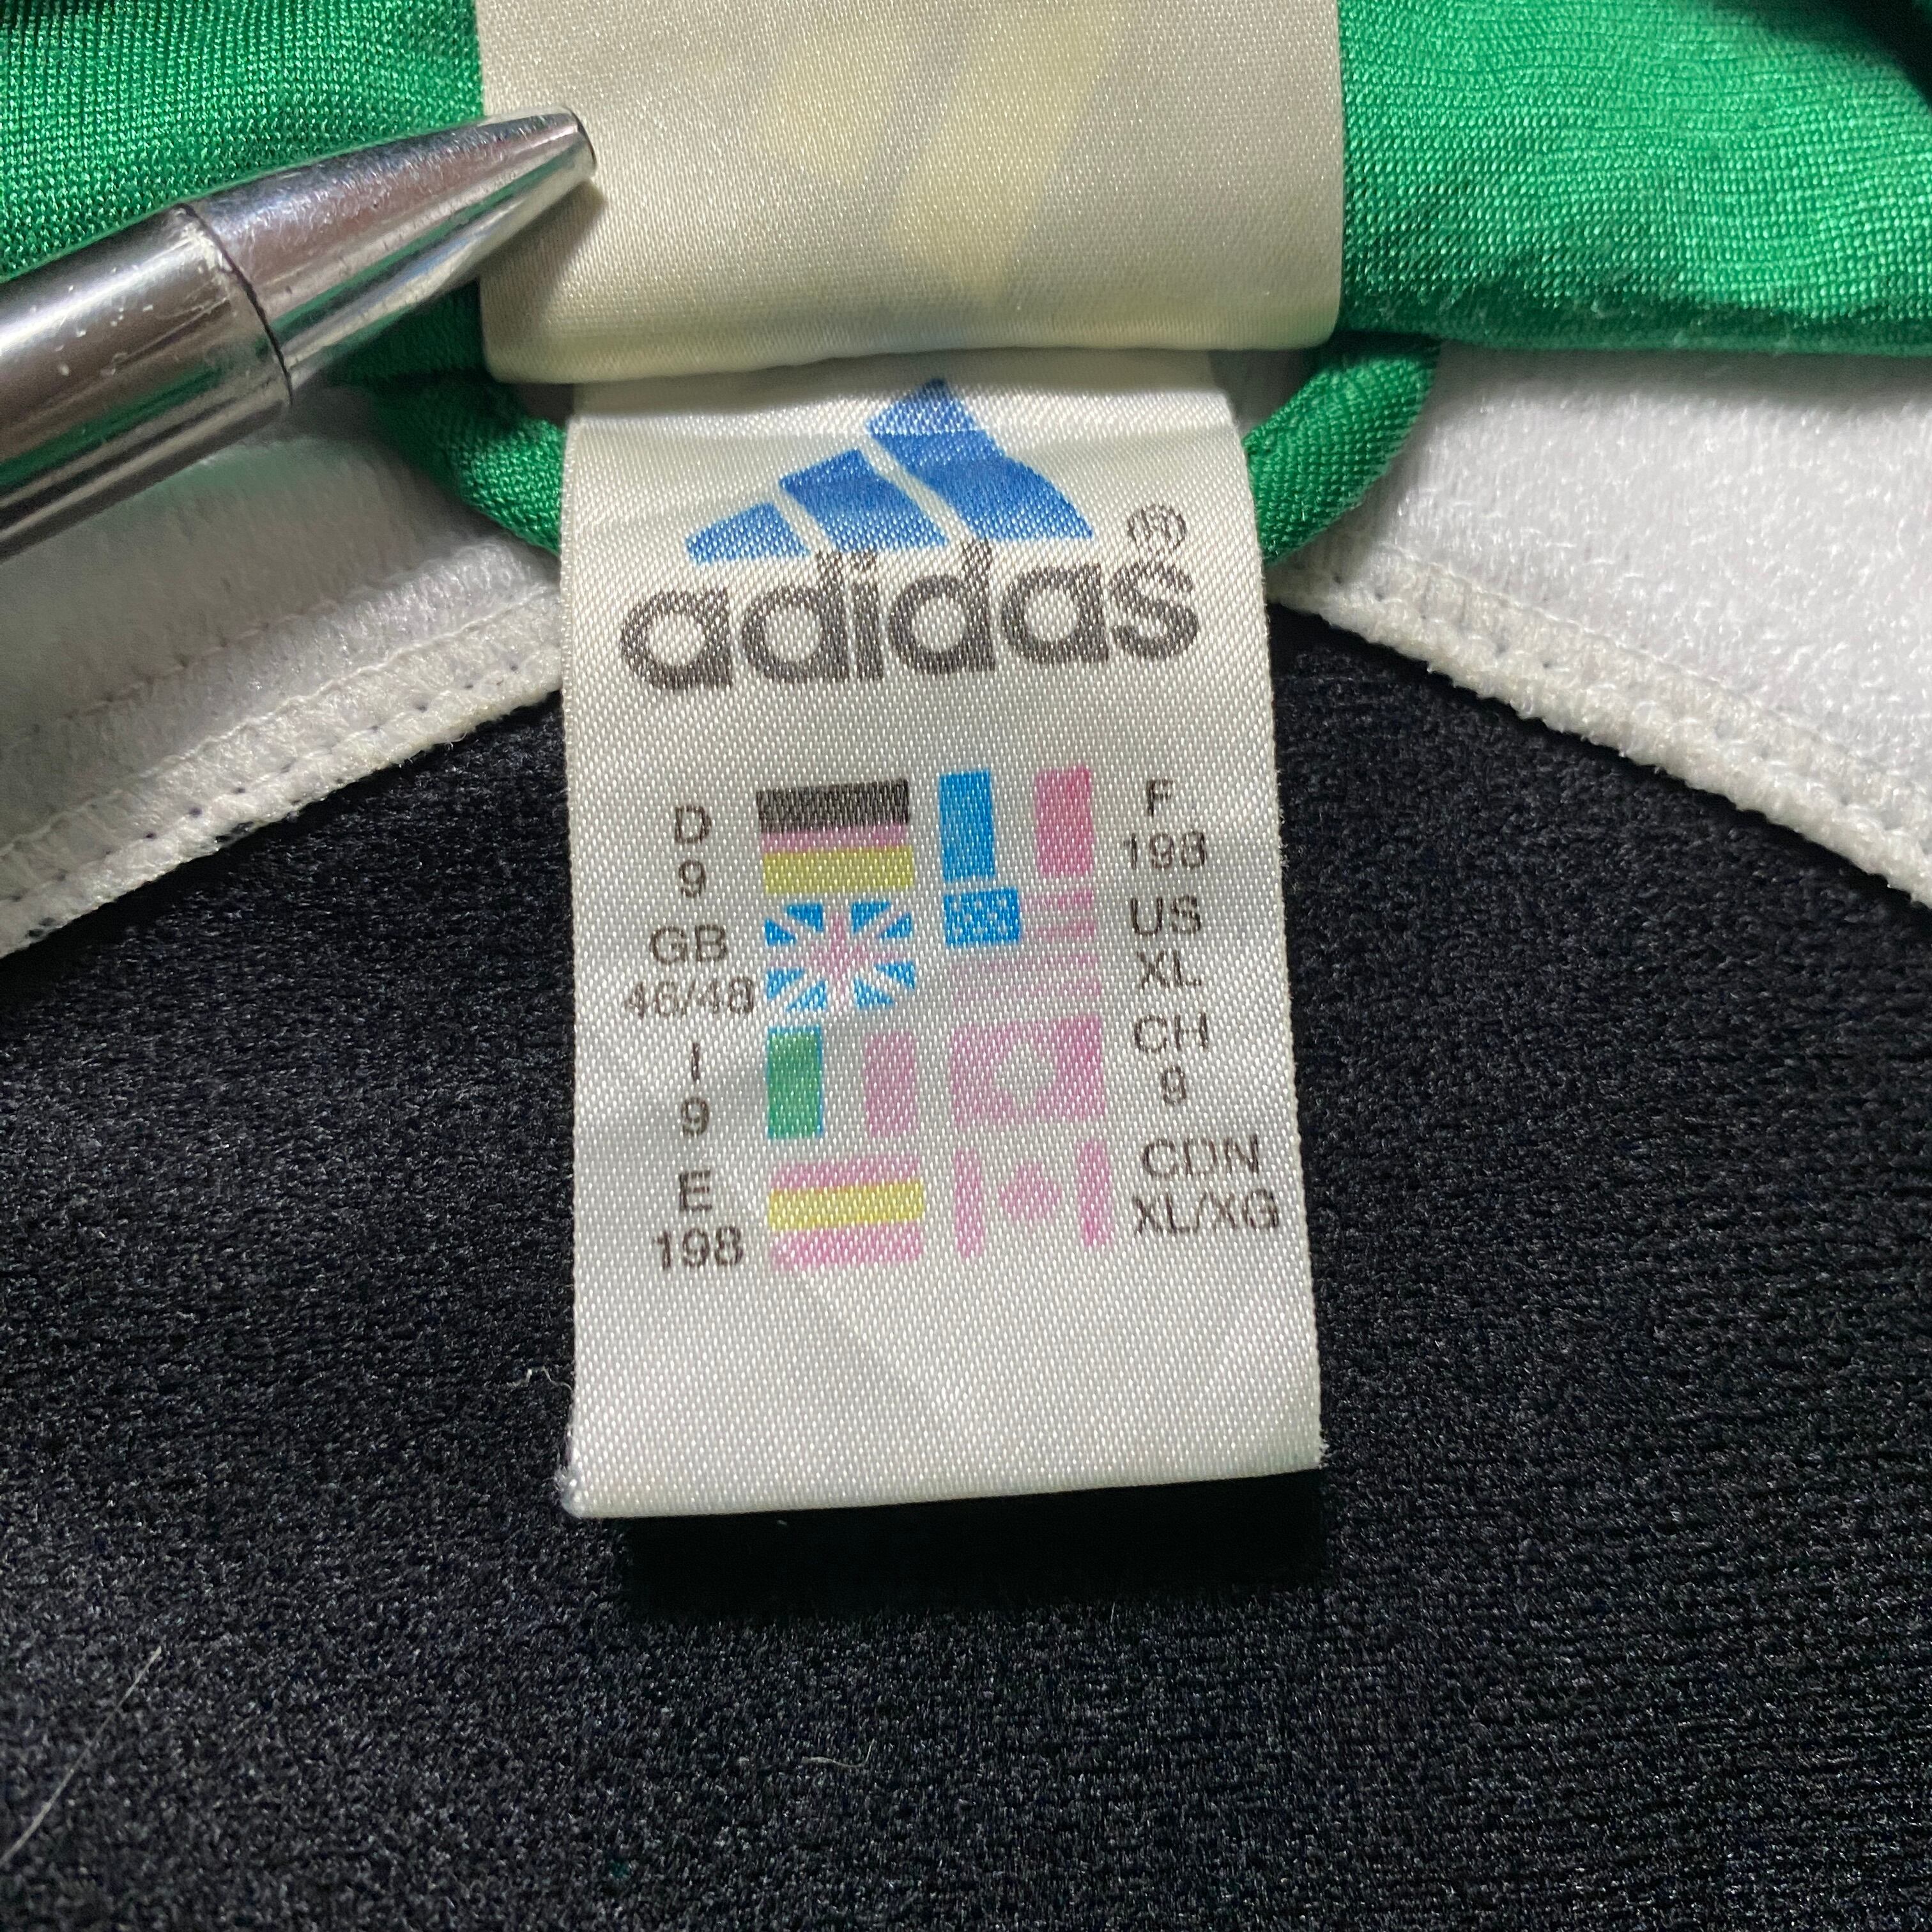 adidas®
D
9
GB
46/48
I
9
E
198
F
198
US
XL
CH
9
CDN
XL/XG